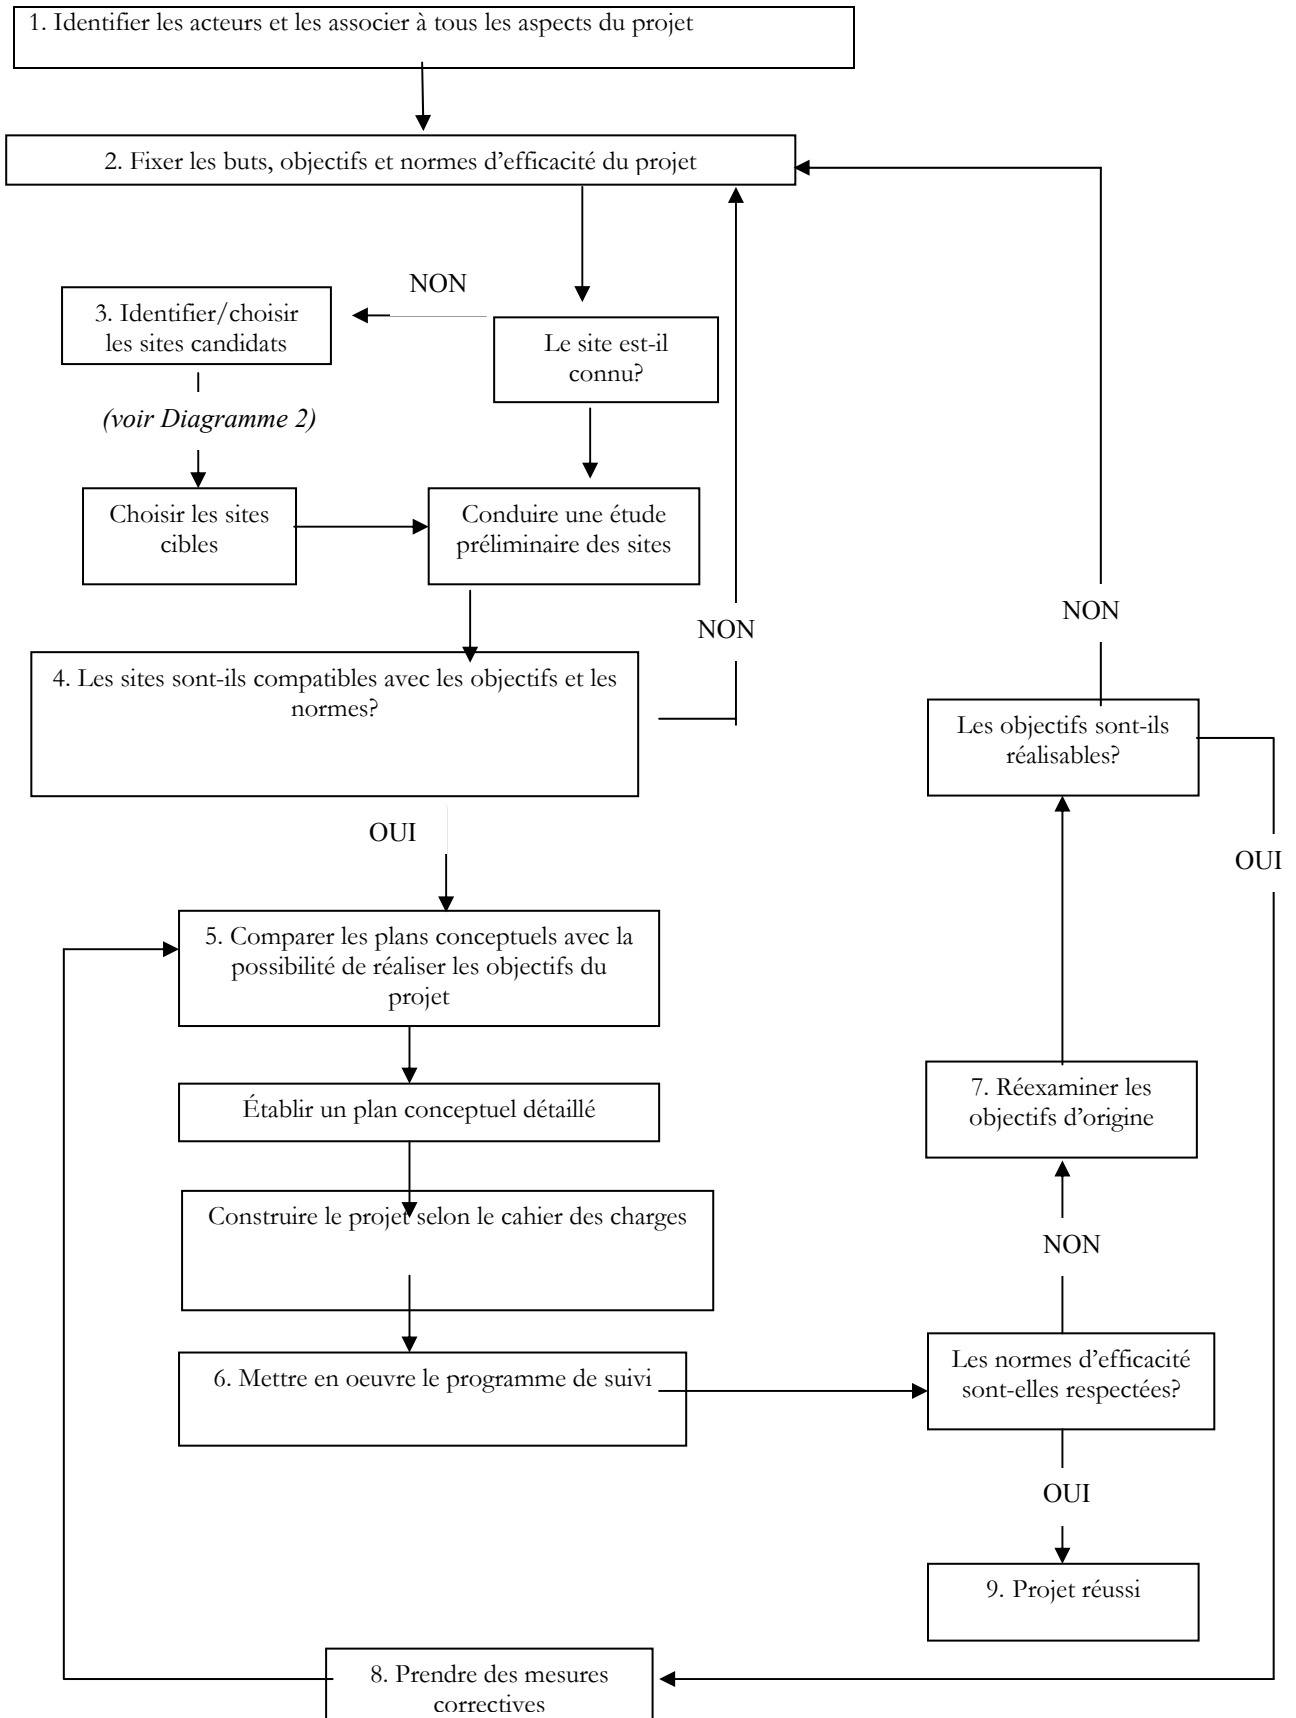 1. Identifier les acteurs et les associer à tous les aspects du projet
2. Fixer les buts, objectifs et normes d'efficacité du projet
NON
3. Identifier/choisir
les sites candidats
Le site est-il
connu?
(voir Diagramme 2)
Choisir les sites
cibles
Conduire une étude
préliminaire des sites
NON
NON
4. Les sites sont-ils compatibles avec les objectifs et les
normes?
Les objectifs sont-ils
réalisables?
OUI
OUI
5. Comparer les plans conceptuels avec la
possibilité de réaliser les objectifs du
projet
Établir un plan conceptuel détaillé
7. Réexaminer les
objectifs d'origine
Construire le projet selon le cahier des charges
NON
6. Mettre en oeuvre le programme de suivi
Les normes d'efficacité
sont-elles respectées?
OUI
9. Projet réussi
8. Prendre des mesures
correctives